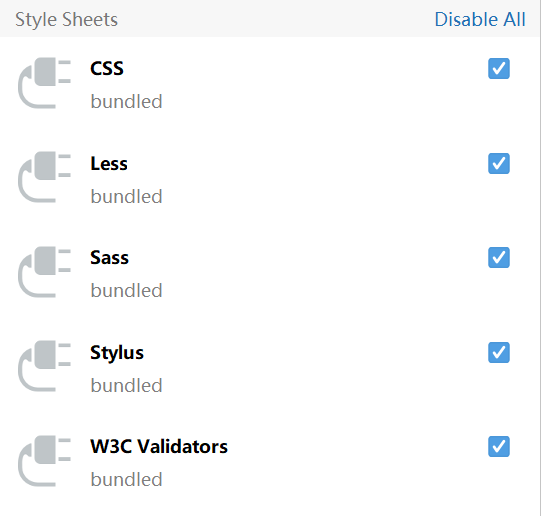 Style Sheets Disable All
CSS
bundled
Less
bundled
Sass
bundled
Stylus
bundled
W3C Validators
bundled